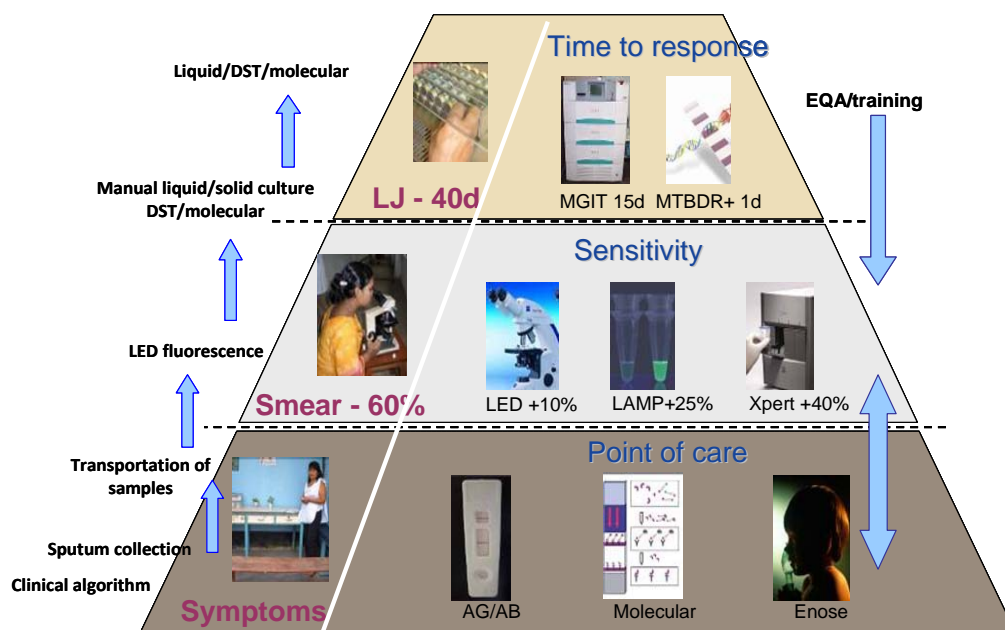 Time to response
Liquid/DST/molecular
EQA/training
Manual liquid/solid culture
DST/molecular
LJ - 40d
MGIT 15d
MTBDR+ 1d
Sensitivity
LED fluorescence
Smear - 60%
LED +10%
LAMP+25%
Xpert +40%
Point of care
Transportation of
samples
Sputum collection
Clinical algorithm
Symptoms
AG/AB
Molecular
Enose